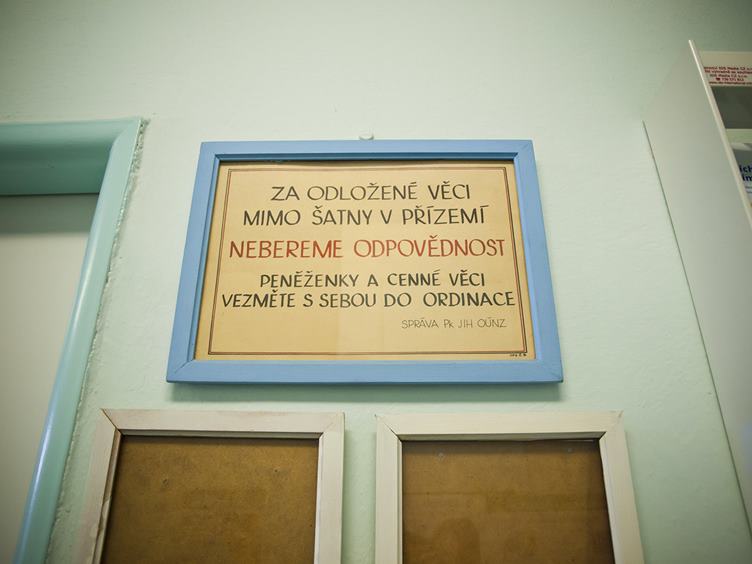 ZA ODLOŽENÉ VĚCI
MIMO ŠATNY V PŘÍZEMÍ
NEBEREME ODPOVĚDNOST
PENĚŽENKY A CENNÉ VĚCI
VEZMĚTE S SEBOU DO ORDINACE
SPRÁVA PK JIH OÚNZ